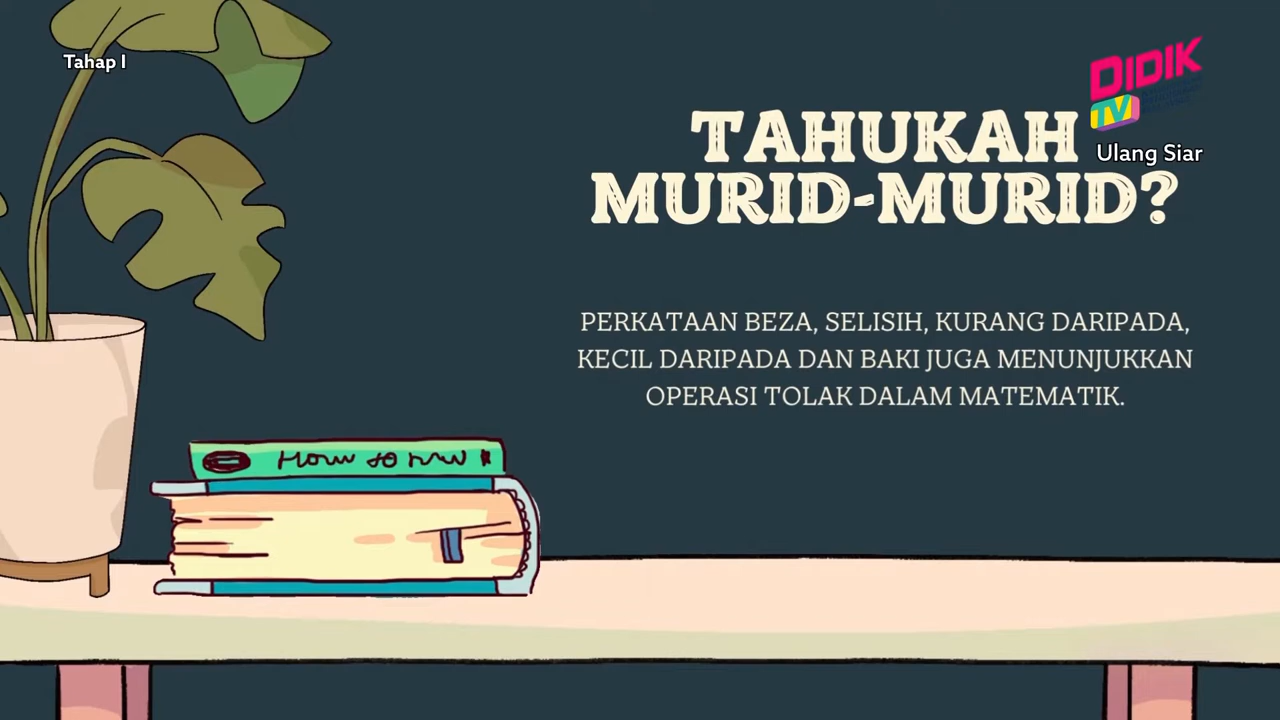 Tahap I
DIDIK
TV
Ulang Siar
TAHUKAH
MURID-MURID?
PERKATAAN BEZA, SELISIH, KURANG DARIPADA,
KECIL DARIPADA DAN BAKI JUGA MENUNJUKKAN
OPERASI TOLAK DALAM MATEMATIK.